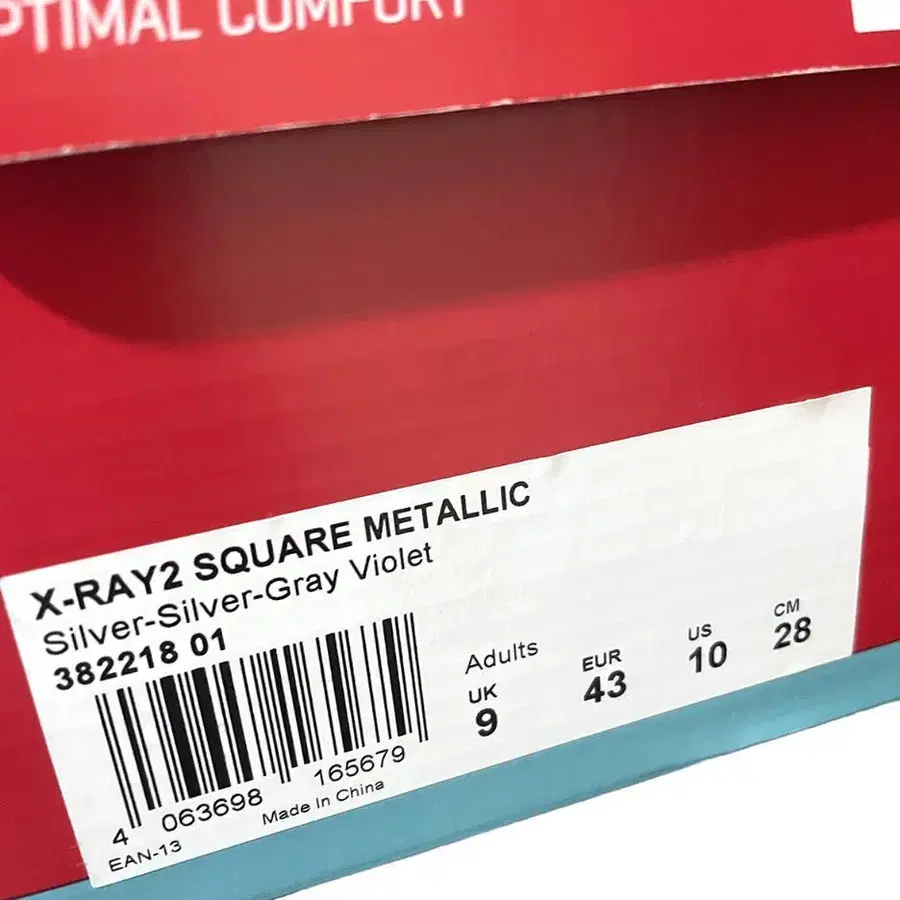 PTIMAL COMFORT
X-RAY2 SQUARE METALLIC
Silver-Silver-Gray Violet
382218 01
Adults
UK EUR US CM
9 43 10 28
4 063698 165679
EAN-13 Made In China